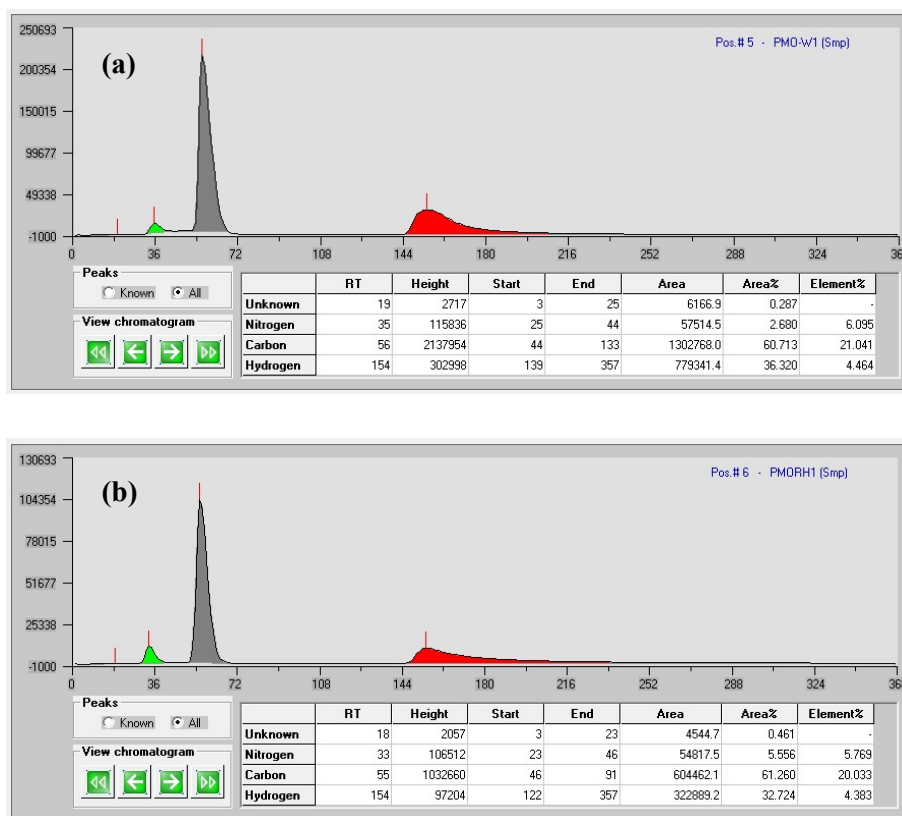 250693
Pos.# 5 - PMO-W1 (Smp)
(a)
200354
150015
99677
49338
-1000
0 36 72 108 144 180 216 252 288 324 36
Peaks
Known All
View chromatogram
RT Height Start End Area Area% Element%
Unknown 19 2717 3 25 6166.9 0.287 -
Nitrogen 35 115836 25 44 57514.5 2.680 6.095
Carbon 56 2137954 44 133 1302768.0 60.713 21.041
Hydrogen 154 302998 139 357 779341.4 36.320 4.464
130693
Pos.# 6 - PMORH1 (Smp)
(b)
104354
78015
51677
25338
-1000
0 36 72 108 144 180 216 252 288 324 36
Peaks
Known All
View chromatogram
RT Height Start End Area Area% Element%
Unknown 18 2057 3 23 4544.7 0.461 -
Nitrogen 33 106512 23 46 54817.5 5.556 5.769
Carbon 55 1032660 46 91 604462.1 61.260 20.033
Hydrogen 154 97204 122 357 322889.2 32.724 4.383